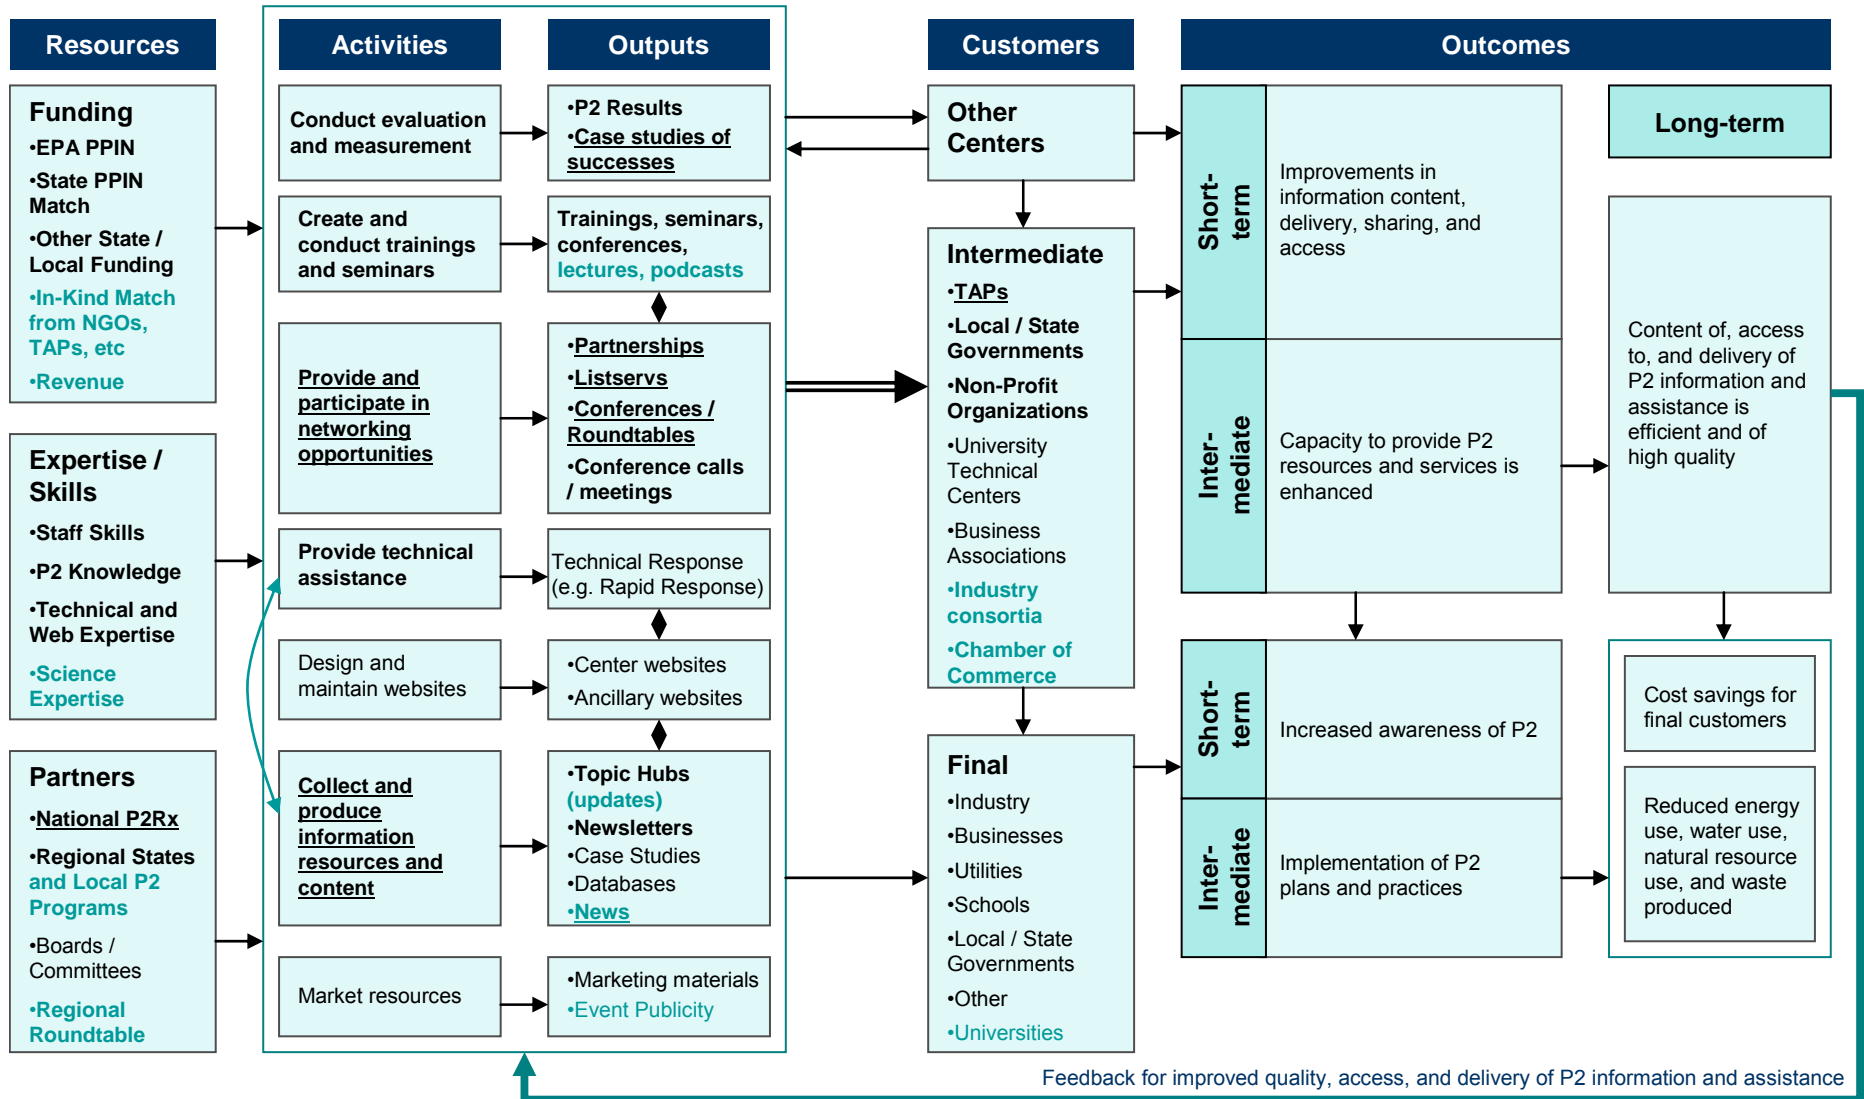 Resources
Activities
Outputs
Customers
Outcomes
Funding
•EPA PPIN
•State PPIN
Match
•Other State /
Local Funding
•In-Kind Match
from NGOs,
TAPs, etc
•Revenue
Expertise /
Skills
•Staff Skills
•P2 Knowledge
•Technical and
Web Expertise
•Science
Expertise
Partners
•National P2Rx
•Regional States
and Local P2
Programs
•Boards /
Committees
•Regional
Roundtable
Conduct evaluation
and measurement
Create and
conduct trainings
and seminars
Provide and
participate in
networking
opportunities
Provide technical
assistance
Design and
maintain websites
Collect and
produce
information
resources and
content
Market resources
•P2 Results
•Case studies of
successes
Trainings, seminars,
conferences,
lectures, podcasts
•Partnerships
•Listservs
•Conferences /
Roundtables
•Conference calls
/ meetings
Technical Response
(e.g. Rapid Response)
•Center websites
•Ancillary websites
•Topic Hubs
(updates)
•Newsletters
•Case Studies
•Databases
•News
•Marketing materials
•Event Publicity
Other
Centers
Intermediate
•TAPs
•Local / State
Governments
•Non-Profit
Organizations
•University
Technical
Centers
•Business
Associations
•Industry
consortia
•Chamber of
Commerce
Final
•Industry
•Businesses
•Utilities
•Schools
•Local / State
Governments
•Other
•Universities
Short-
term
Improvements in
information content,
delivery, sharing, and
access
Inter-
mediate
Capacity to provide P2
resources and services is
enhanced
Short-
term
Increased awareness of P2
Inter-
mediate
Implementation of P2
plans and practices
Long-term
Content of, access
to, and delivery of
P2 information and
assistance is
efficient and of
high quality
Cost savings for
final customers
Reduced energy
use, water use,
natural resource
use, and waste
produced
Feedback for improved quality, access, and delivery of P2 information and assistance